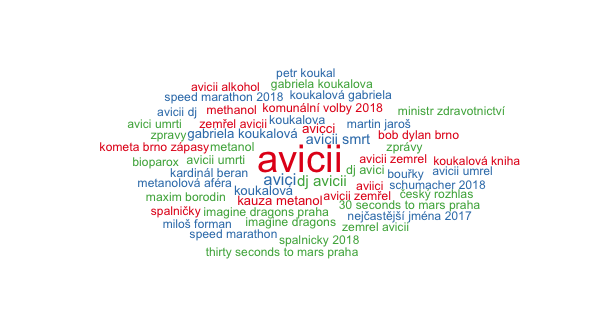 petr koukal
avicii alkohol gabriela koukalova
speed marathon 2018 koukalová gabriela
avicii dj methanol komunální volby 2018 ministr zdravotnictví
avici umrti zemřel avicii koukalova avicci martin jaroš
zpravy gabriela koukalová avicii smrt bob dylan brno
kometa brno zápasy metanol zprávy
bioparox avicii umrti avicii avicii zemrel koukalová kniha
kardinál beran dj avici bouřky avicii umrel
metanolová aféra avici dj avicii aviici schumacher 2018
maxim borodin koukalová avicii zemřel česky rozhlas
kauza metanol 30 seconds to mars praha
spalničky imagine dragons praha nejčastější jména 2017
miloš forman imagine dragons zemrel avicii
speed marathon spalnicky 2018
thirty seconds to mars praha